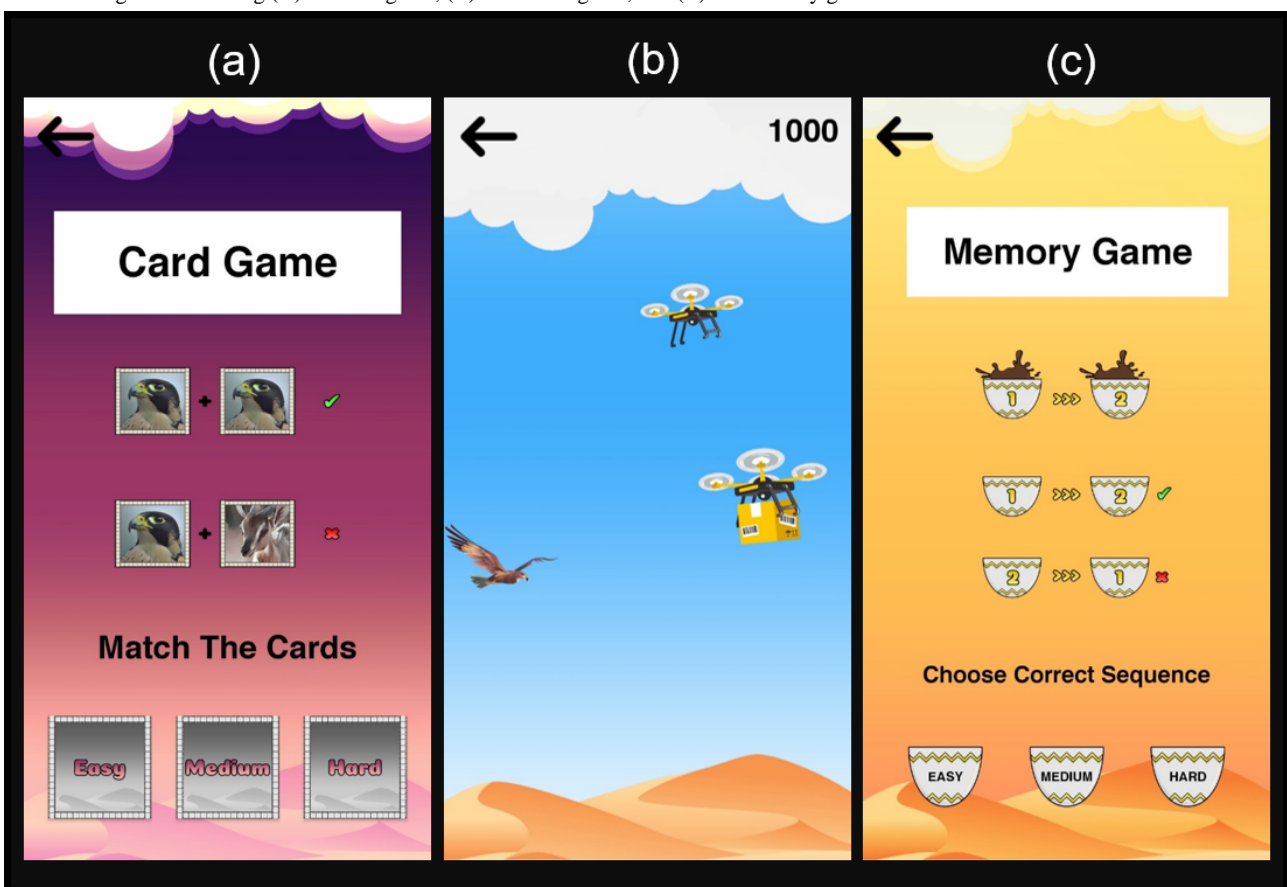 (a)
Card Game
Match The Cards
Easy
Medium
Hard
(b)
1000
(c)
Memory Game
1 2
1 2
2 1
Choose Correct Sequence
EASY
MEDIUM
HARD